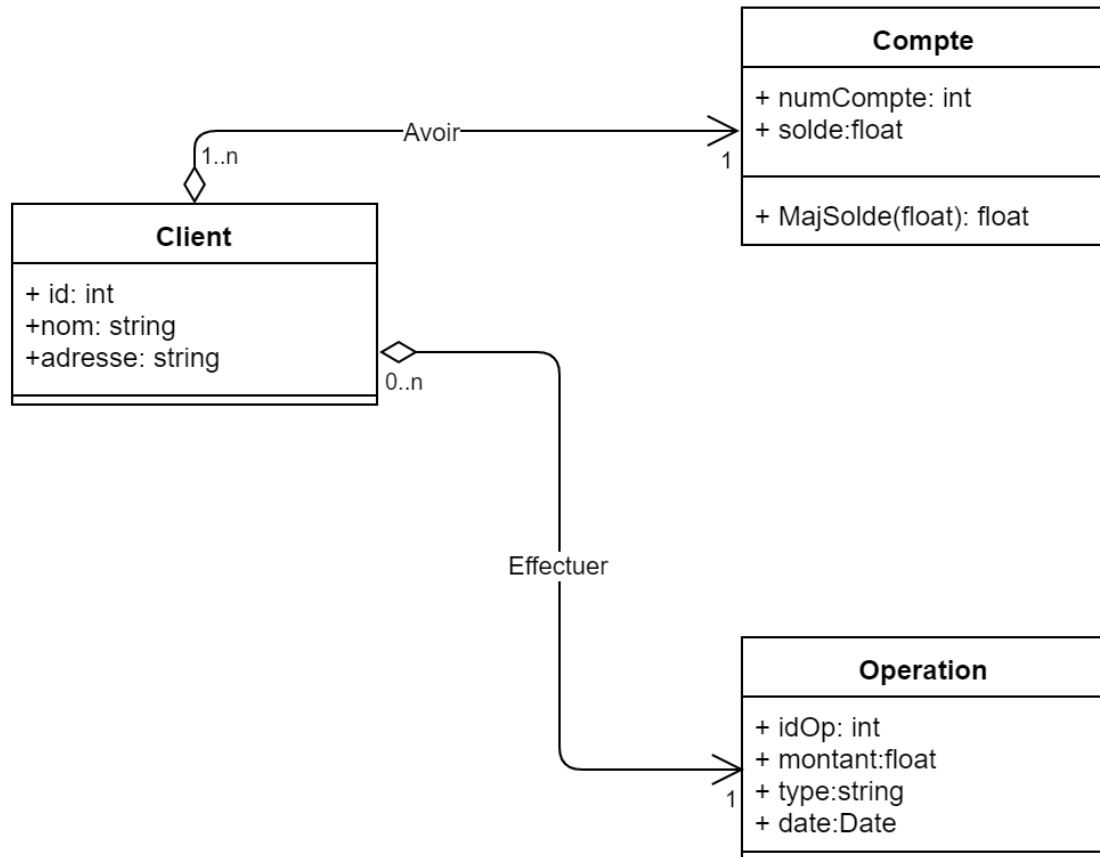 Compte
+ numCompte: int
+ solde:float
+ MajSolde(float): float
Avoir
1..n
1
Client
+ id: int
+nom: string
+adresse: string
0..n
Effectuer
Operation
+ idOp: int
+ montant:float
+ type:string
+ date:Date
1